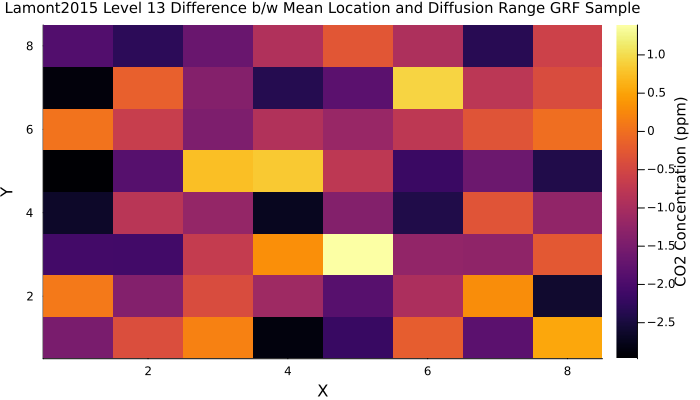 Lamont2015 Level 13 Difference b/w Mean Location and Diffusion Range GRF Sample
8
6
4
2
Y
2 4 6 8
X
1.0
0.5
0
−0.5
−1.0
−1.5
−2.0
−2.5
CO2 Concentration (ppm)